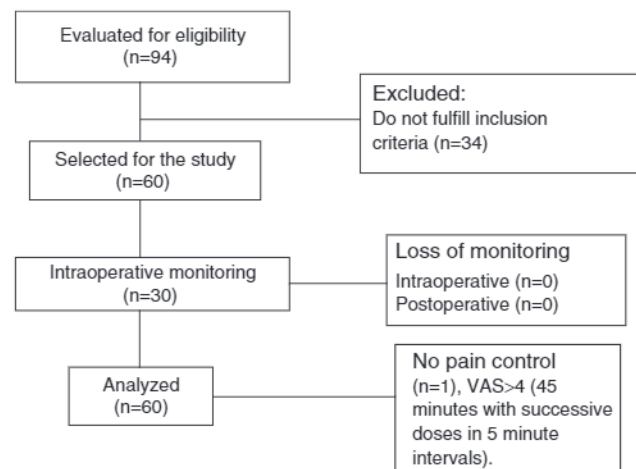 Evaluated for eligibility
(n=94)
Excluded:
Do not fulfill inclusion
criteria (n=34)
Selected for the study
(n=60)
Intraoperative monitoring
(n=30)
Loss of monitoring
Intraoperative (n=0)
Postoperative (n=0)
Analyzed
(n=60)
No pain control
(n=1), VAS>4 (45
minutes with successive
doses in 5 minute
intervals).